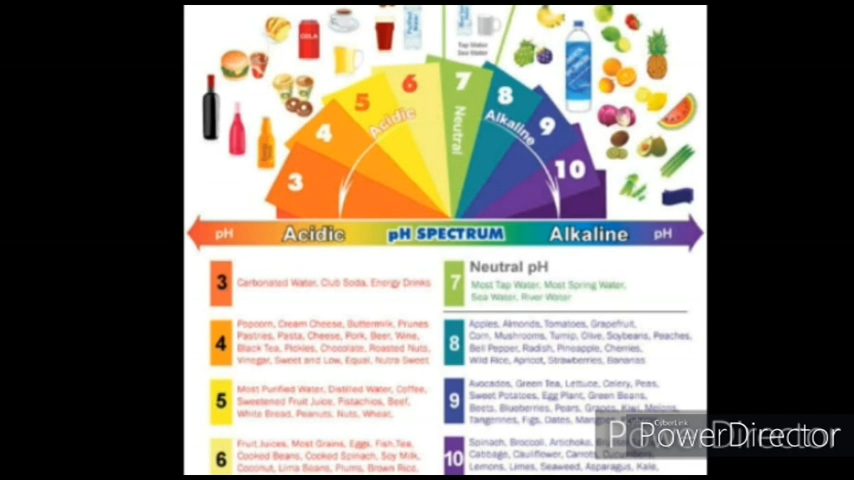 COLA
Tap Water
Sea Water
3
4
5
6
7
8
9
10
Acidic
Neutral
Alkaline
pH Acidic pH SPECTRUM Alkaline pH
3 Carbonated Water, Club Soda, Energy Drinks
4 Popcorn, Cream Cheese, Buttermilk, Prunes,
Pastries, Pasta, Cheese, Pork, Beer, Wine,
Black Tea, Pickles, Chocolate, Roasted Nuts,
Vinegar, Sweet and Low, Equal, Nutra Sweet
5 Most Purified Water, Distilled Water, Coffee,
Sweetened Fruit Juice, Pistachios, Beef,
White Bread, Peanuts, Nuts, Wheat,
6 Fruit Juices, Most Grains, Eggs, Fish, Tea,
Cooked Beans, Cooked Spinach, Soy Milk,
Coconut, Lima Beans, Plums, Brown Rice,
7 Neutral pH
Most Tap Water, Most Spring Water,
Sea Water, River Water
8 Apples, Almonds, Tomatoes, Grapefruit,
Corn, Mushrooms, Turnip, Olive, Soybeans, Peaches,
Bell Pepper, Radish, Pineapple, Cherries,
Wild Rice, Apricot, Strawberries, Bananas
9 Avocados, Green Tea, Lettuce, Celery, Peas,
Sweet Potatoes, Egg Plant, Green Beans,
Beets, Blueberries, Pears, Grapes, Kiwi, Melons,
Tangerines, Figs, Dates,
10 Spinach, Broccoli, Artichoke,
Cabbage, Cauliflower, Carrots, Cucumbers,
Lemons, Limes, Seaweed, Asparagus, Kale,
CyberLink
PowerDirector